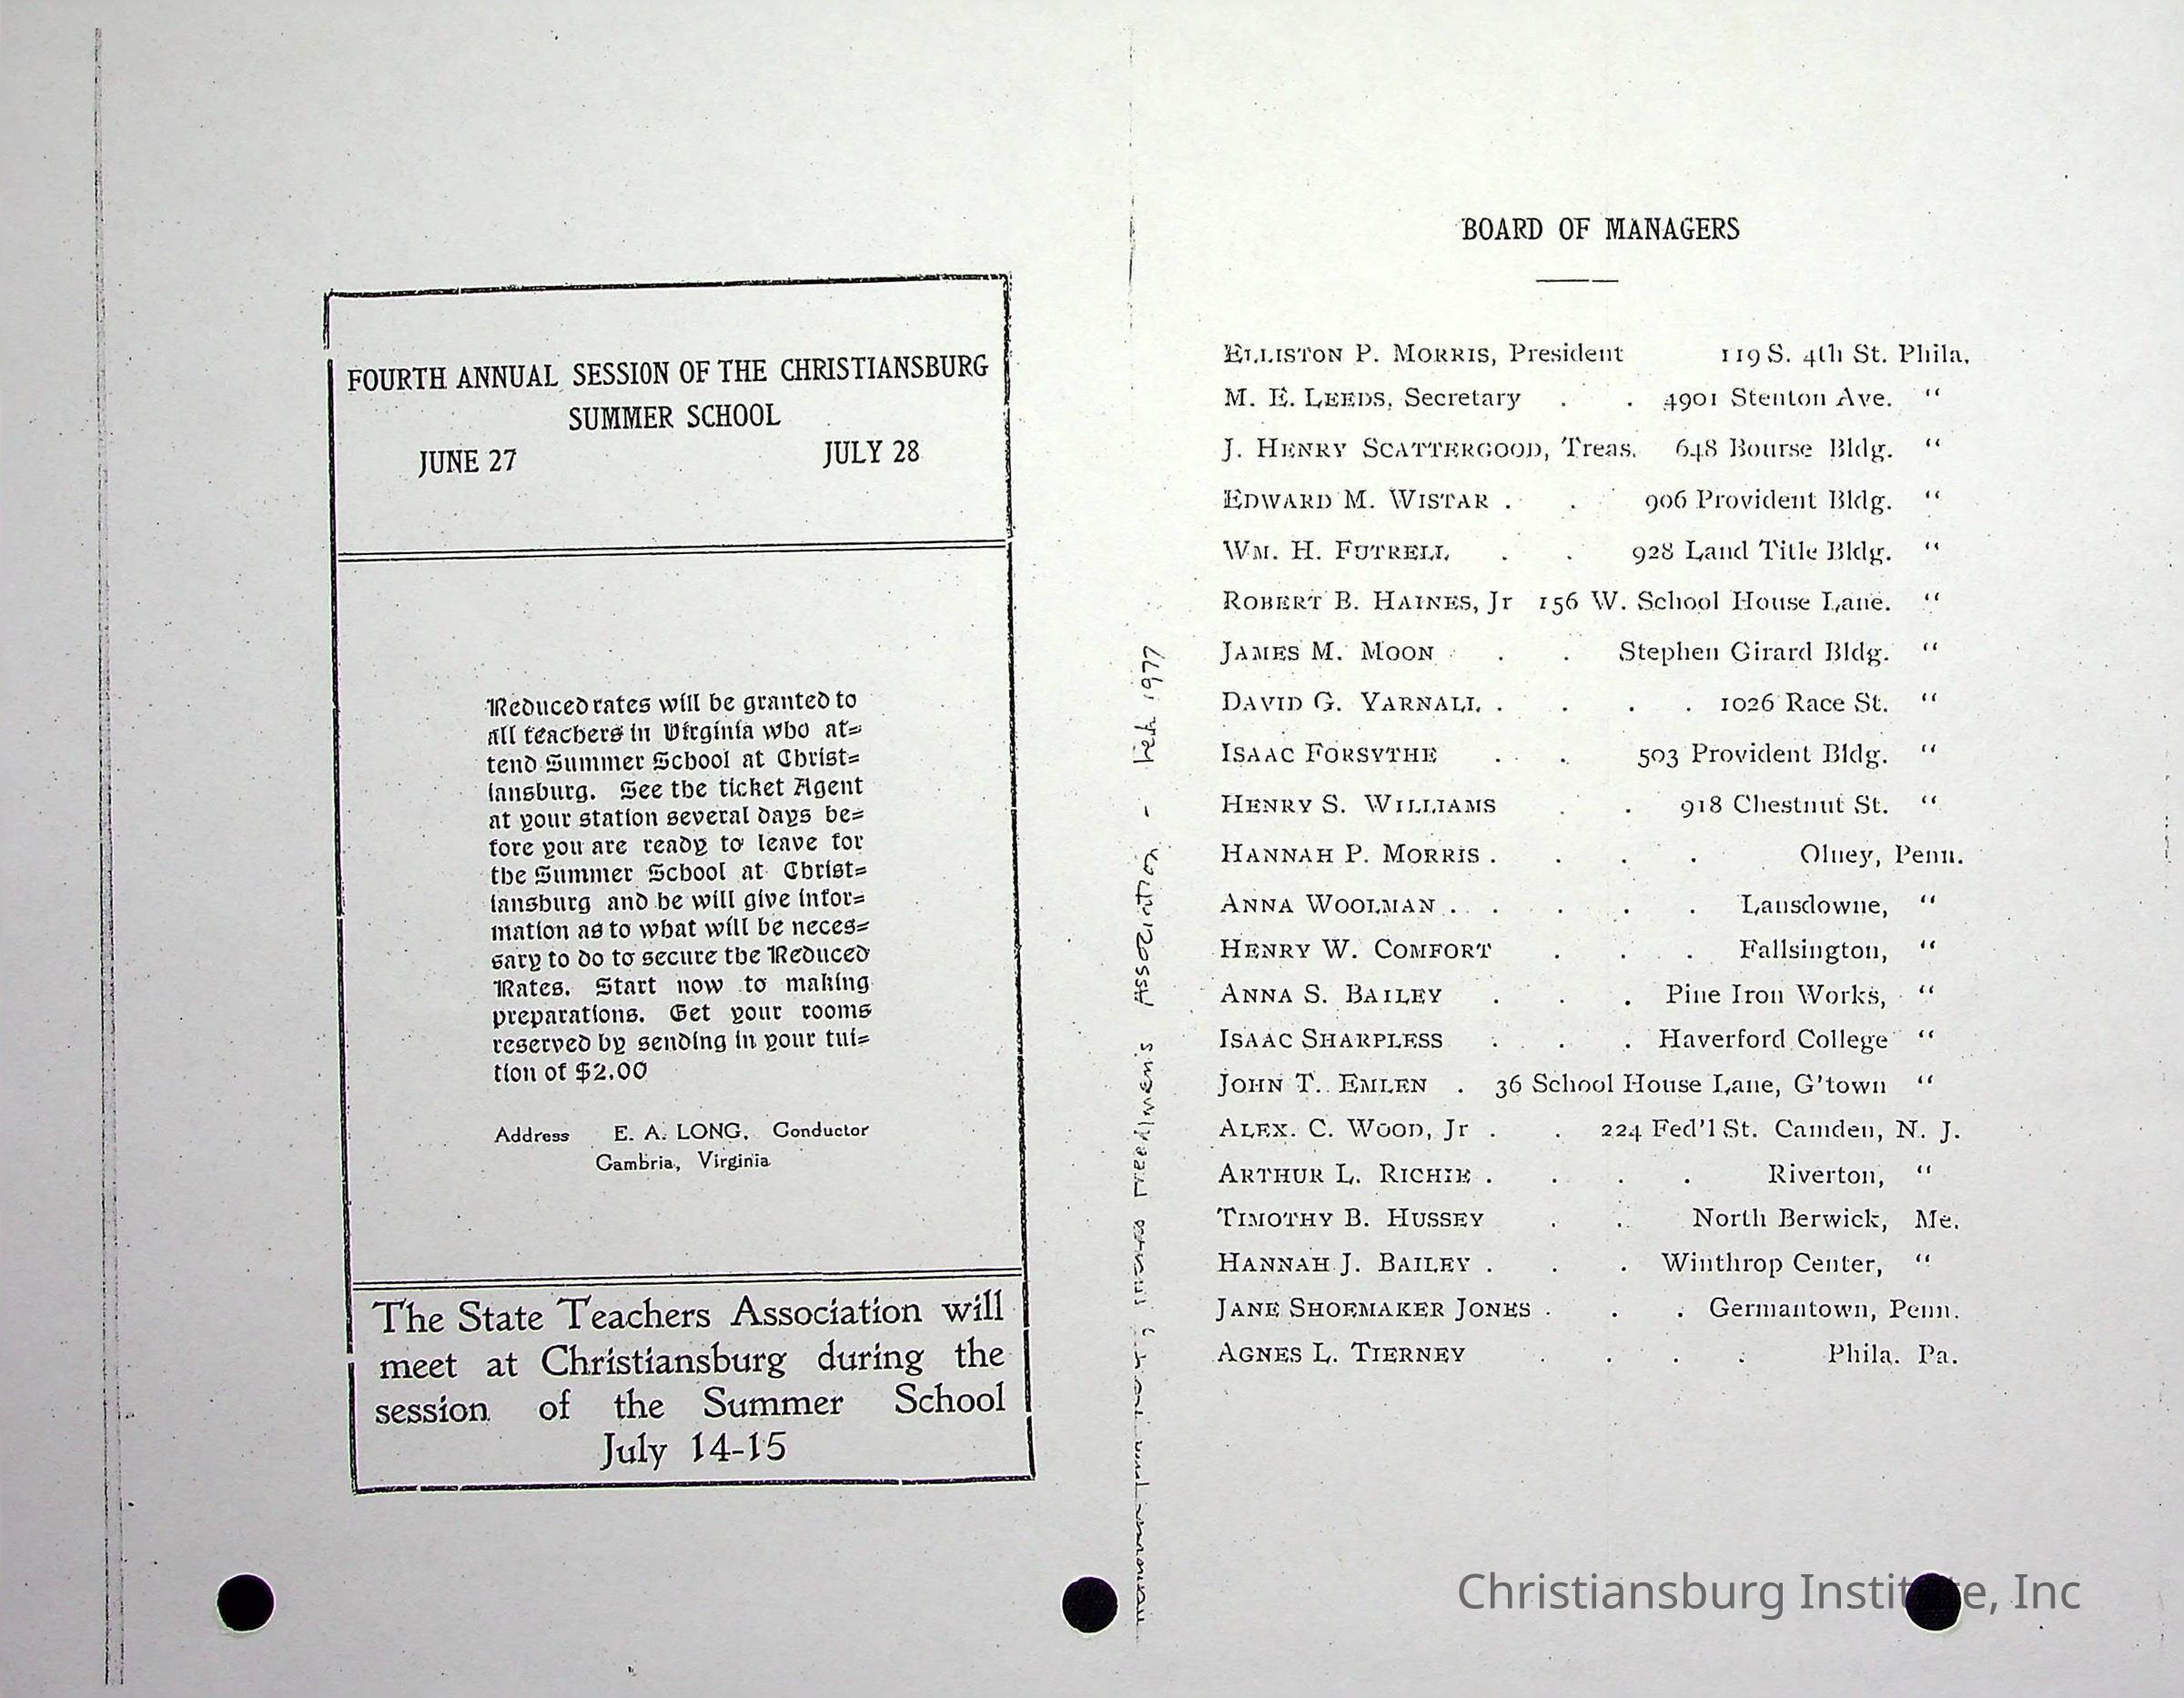 FOURTH ANNUAL SESSION OF THE CHRISTIANSBURG
SUMMER SCHOOL
JUNE 27 JULY 28
Reduced rates will be granted to
all teachers in Virginia who at=
tend Summer School at Christ=
iansburg. See the ticket Agent
at your station several days be=
fore you are ready to leave for
the Summer School at Christ=
iansburg and he will give infor=
mation as to what will be neces=
sary to do to secure the Reduced
Rates. Start now to making
preparations. Get your rooms
reserved by sending in your tui=
tion of $2.00
Address E. A. LONG, Conductor
Cambria, Virginia
The State Teachers Association will
meet at Christiansburg during the
session of the Summer School
July 14-15
Freedmen's Association - 1977
BOARD OF MANAGERS
ELLISTON P. MORRIS, President 119 S. 4th St. Phila.
M. E. LEEDS, Secretary . . 4901 Stenton Ave. "
J. HENRY SCATTERGOOD, Treas. 648 Bourse Bldg. "
EDWARD M. WISTAR . . 906 Provident Bldg. "
WM. H. FUTRELL . . 928 Land Title Bldg. "
ROBERT B. HAINES, Jr 156 W. School House Lane. "
JAMES M. MOON . . Stephen Girard Bldg. "
DAVID G. YARNALL . . . . 1026 Race St. "
ISAAC FORSYTHE . . 503 Provident Bldg. "
HENRY S. WILLIAMS . . 918 Chestnut St. "
HANNAH P. MORRIS . . . . Olney, Penn.
ANNA WOOLMAN . . . . . Lansdowne, "
HENRY W. COMFORT . . . Fallsington, "
ANNA S. BAILEY . . . Pine Iron Works, "
ISAAC SHARPLESS . . . Haverford College "
JOHN T. EMLEN . 36 School House Lane, G'town "
ALEX. C. WOOD, Jr . . 224 Fed'l St. Camden, N. J.
ARTHUR L. RICHIE . . . . Riverton, "
TIMOTHY B. HUSSEY . . North Berwick, Me.
HANNAH J. BAILEY . . . Winthrop Center, "
JANE SHOEMAKER JONES . . . Germantown, Penn.
AGNES L. TIERNEY . . . . Phila. Pa.
Christiansburg Institute, Inc